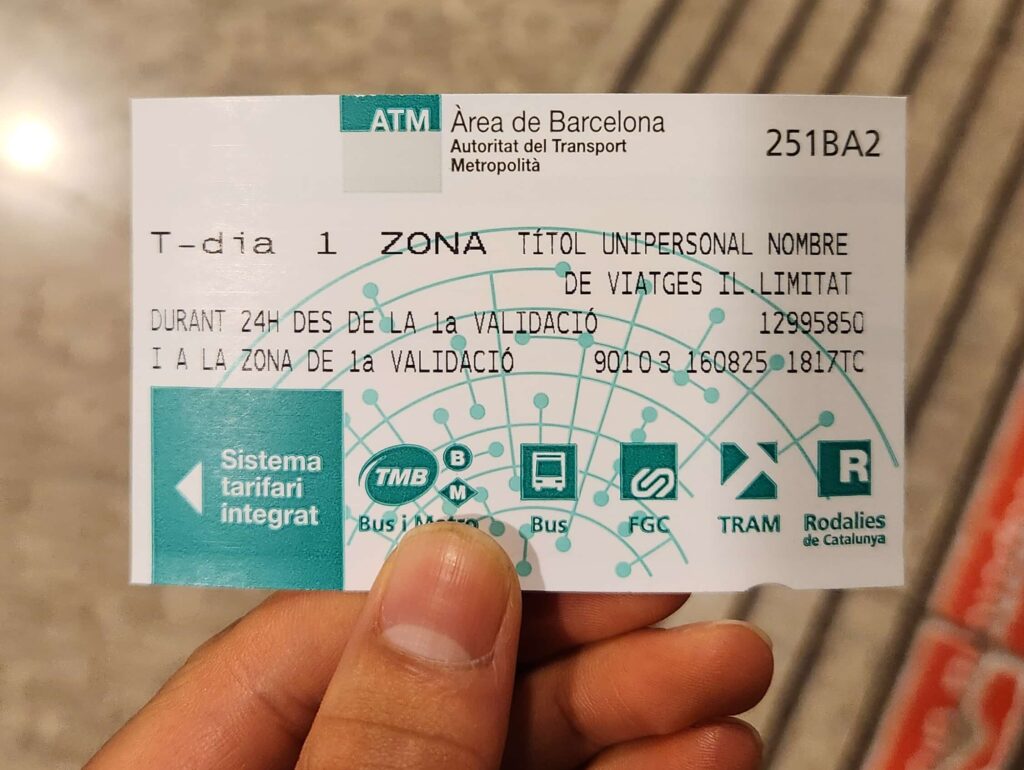 ATM Àrea de Barcelona
Autoritat del Transport
Metropolità
251BA2
T-dia 1 ZONA TÍTOL UNIPERSONAL NOMBRE
DE VIATGES IL.LIMITAT
DURANT 24H DES DE LA 1a VALIDACIÓ 12995850
I A LA ZONA DE 1a VALIDACIÓ 90103 160825 1817TC
Sistema
tarifari
integrat
TMB B M
R
Bus i Metro Bus FGC TRAM Rodalies
de Catalunya